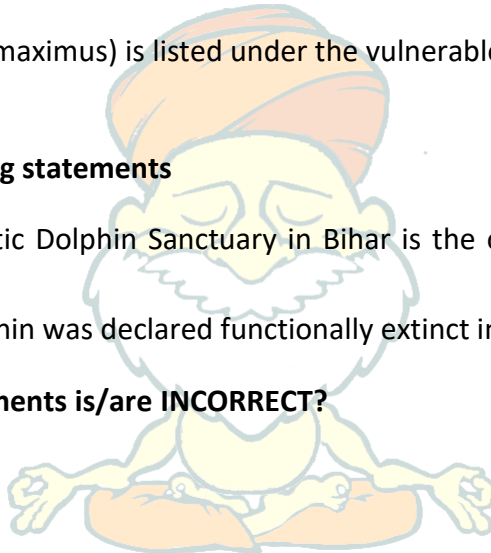 maximus) is listed under the vulnerable
g statements
tic Dolphin Sanctuary in Bihar is the
hin was declared functionally extinct in
ments is/are INCORRECT?